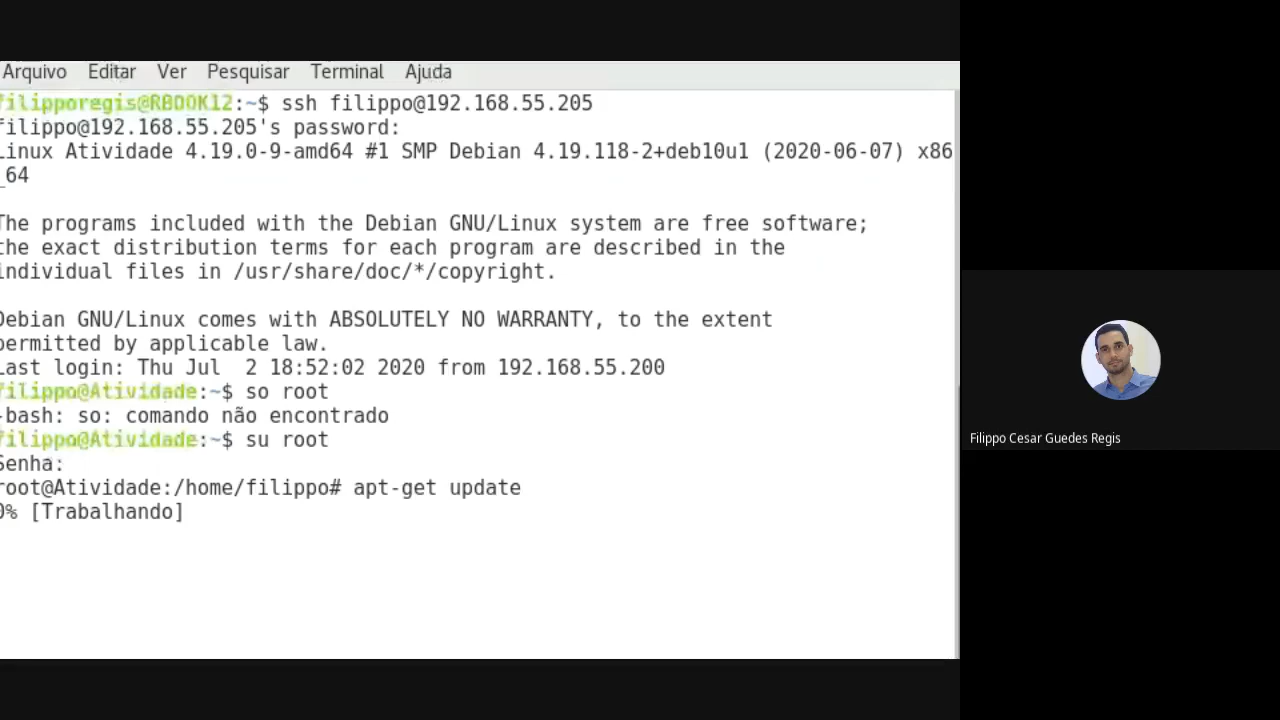 Arquivo Editar Ver Pesquisar Terminal Ajuda
filipporegis@RBOOK12:~$ ssh filippo@192.168.55.205
filippo@192.168.55.205's password:
Linux Atividade 4.19.0-9-amd64 #1 SMP Debian 4.19.118-2+deb10u1 (2020-06-07) x86
_64
The programs included with the Debian GNU/Linux system are free software;
the exact distribution terms for each program are described in the
individual files in /usr/share/doc/*/copyright.
Debian GNU/Linux comes with ABSOLUTELY NO WARRANTY, to the extent
permitted by applicable law.
Last login: Thu Jul  2 18:52:02 2020 from 192.168.55.200
filippo@Atividade:~$ so root
-bash: so: comando não encontrado
filippo@Atividade:~$ su root
Senha:
root@Atividade:/home/filippo# apt-get update
0% [Trabalhando]
Filippo Cesar Guedes Regis